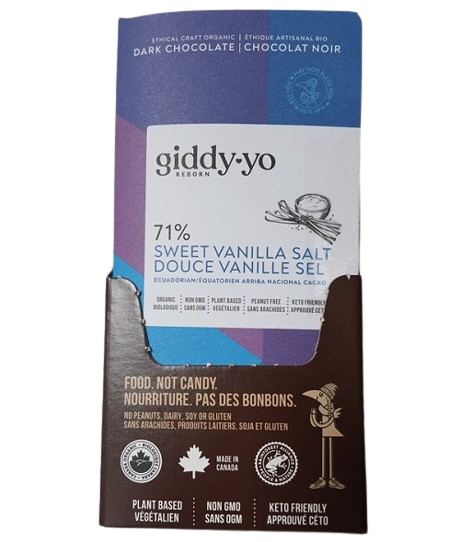 ETHICAL CRAFT ORGANIC | ÉTHIQUE ARTISANAL BIO
DARK CHOCOLATE | CHOCOLAT NOIR
giddy-yo
REBORN
71%
SWEET VANILLA SALT
DOUCE VANILLE SEL
ECUADORIAN/ÉQUATORIEN ARRIBA NACIONAL CACAO
ORGANIC NON GMO PLANT BASED PEANUT FREE KETO FRIENDLY
BIOLOGIQUE SANS OGM VÉGÉTALIEN SANS ARACHIDES APPROUVÉ CÉTO
FOOD. NOT CANDY.
NOURRITURE. PAS DES BONBONS.
NO PEANUTS, DAIRY, SOY OR GLUTEN
SANS ARACHIDES, PRODUITS LAITIERS, SOJA ET GLUTEN
MADE IN
CANADA
PLANT BASED NON GMO KETO FRIENDLY
VÉGÉTALIEN SANS OGM APPROUVÉ CÉTO